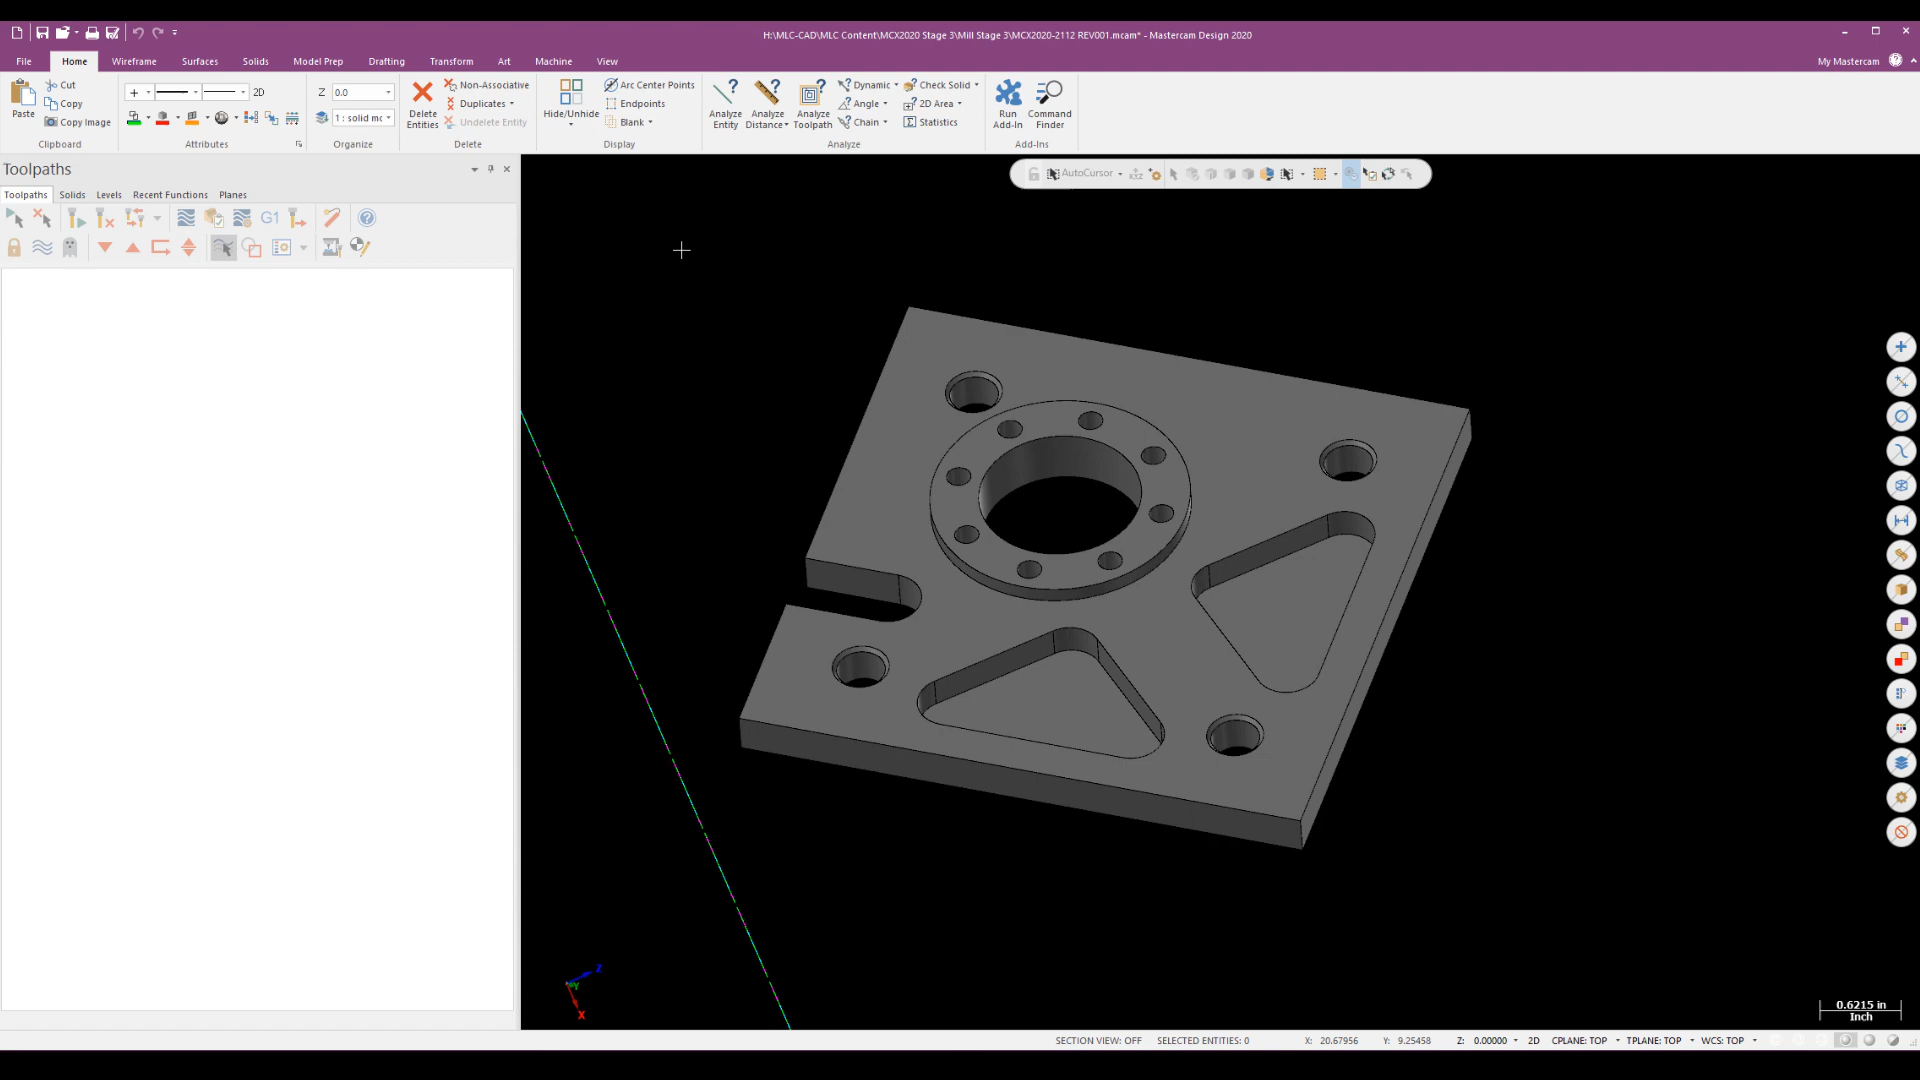 H:\MLC-CAD\MLC Content\MCX2020 Stage 3\Mill Stage 3\MCX2020-2112 REV001.mcam* - Mastercam Design 2020
File Home Wireframe Surfaces Solids Model Prep Drafting Transform Art Machine View My Mastercam
Paste
Cut
Copy
Copy Image
Clipboard
2D
Attributes
Z 0.0
1 : solid mc
Organize
Delete Entities
Non-Associative
Duplicates
Undelete Entity
Delete
Hide/Unhide
Arc Center Points
Endpoints
Blank
Display
Analyze Entity
Analyze Distance
Analyze Toolpath
Dynamic
Angle
Chain
Check Solid
2D Area
Statistics
Analyze
Run Add-In
Command Finder
Add-Ins
Toolpaths
Toolpaths Solids Levels Recent Functions Planes
G1
AutoCursor
Z
Y
X
0.6215 in
Inch
SECTION VIEW: OFF SELECTED ENTITIES: 0 X: 20.67956 Y: 9.25458 Z: 0.00000 2D CPLANE: TOP TPLANE: TOP WCS: TOP